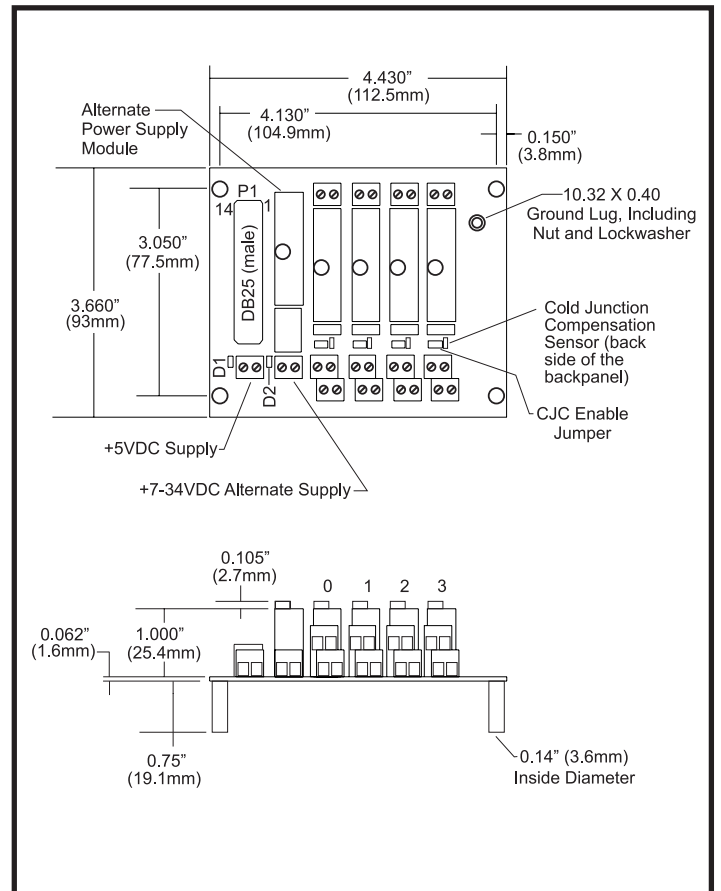 4.430”
(112.5mm)
Alternate
Power Supply
Module
4.130”
(104.9mm)
0.150”
(3.8mm)
P1
14
1
DB25 (male)
10.32 X 0.40
Ground Lug, Including
Nut and Lockwasher
3.050”
(77.5mm)
3.660”
(93mm)
Cold Junction
Compensation
Sensor (back
side of the
backpanel)
D1
D2
CJC Enable
Jumper
+5VDC Supply
+7-34VDC Alternate Supply
0.105”
(2.7mm)
0 1 2 3
0.062”
(1.6mm)
1.000”
(25.4mm)
0.75”
(19.1mm)
0.14” (3.6mm)
Inside Diameter